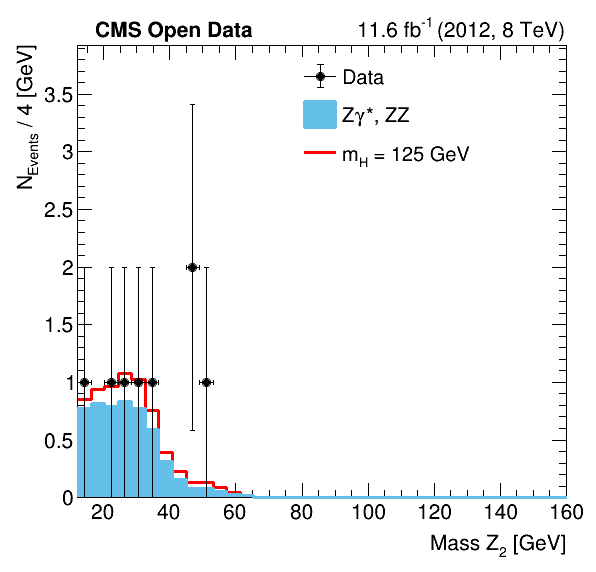 CMS Open Data
11.6 fb⁻¹ (2012, 8 TeV)
N_Events / 4 [GeV]
Data
Zγ*, ZZ
m_H = 125 GeV
3.5
3
2.5
2
1.5
1
0.5
0
20 40 60 80 100 120 140 160
Mass Z₂ [GeV]